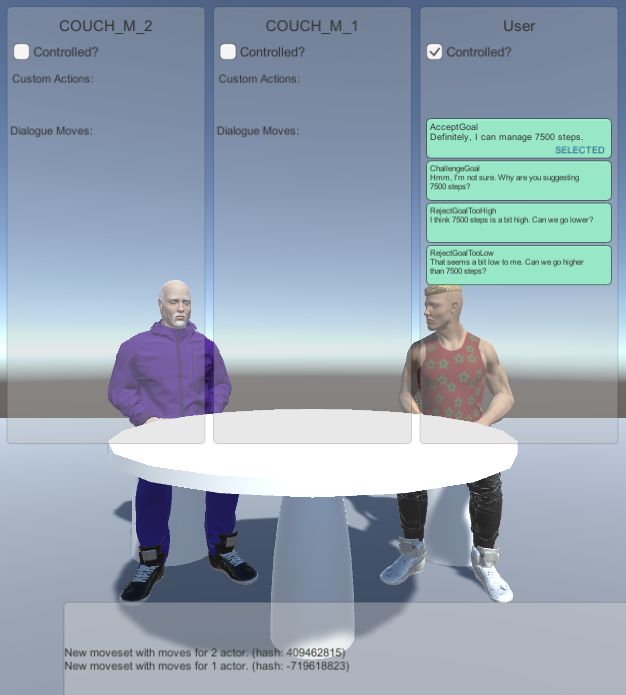 COUCH_M_2
Controlled?
Custom Actions:
Dialogue Moves:
COUCH_M_1
Controlled?
Custom Actions:
Dialogue Moves:
User
Controlled?
AcceptGoal
Definitely, I can manage 7500 steps.
SELECTED
ChallengeGoal
Hmm, I'm not sure. Why are you suggesting
7500 steps?
RejectGoalTooHigh
I think 7500 steps is a bit high. Can we go lower?
RejectGoalTooLow
That seems a bit low to me. Can we go higher
than 7500 steps?
New moveset with moves for 2 actor. (hash: 409462815)
New moveset with moves for 1 actor. (hash: -719618823)